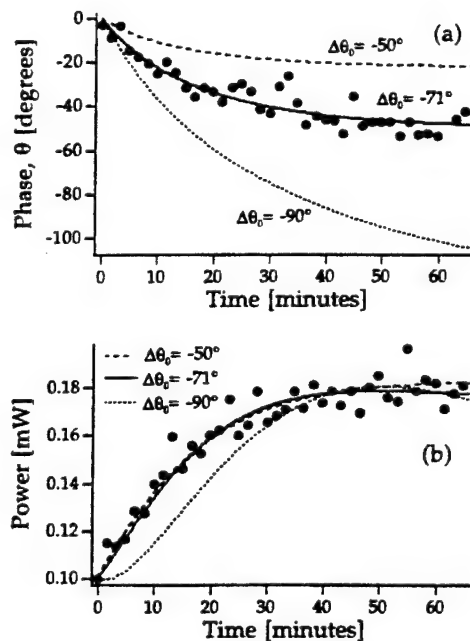 0
-20
-40
-60
-80
-100
Phase, θ [degrees]
(a)
Δθ₀= -50°
Δθ₀= -71°
Δθ₀= -90°
0 10 20 30 40 50 60
Time [minutes]
Δθ₀= -50°
Δθ₀= -71°
Δθ₀= -90°
0.18
0.16
0.14
0.12
0.10
Power [mW]
(b)
0 10 20 30 40 50 60
Time [minutes]